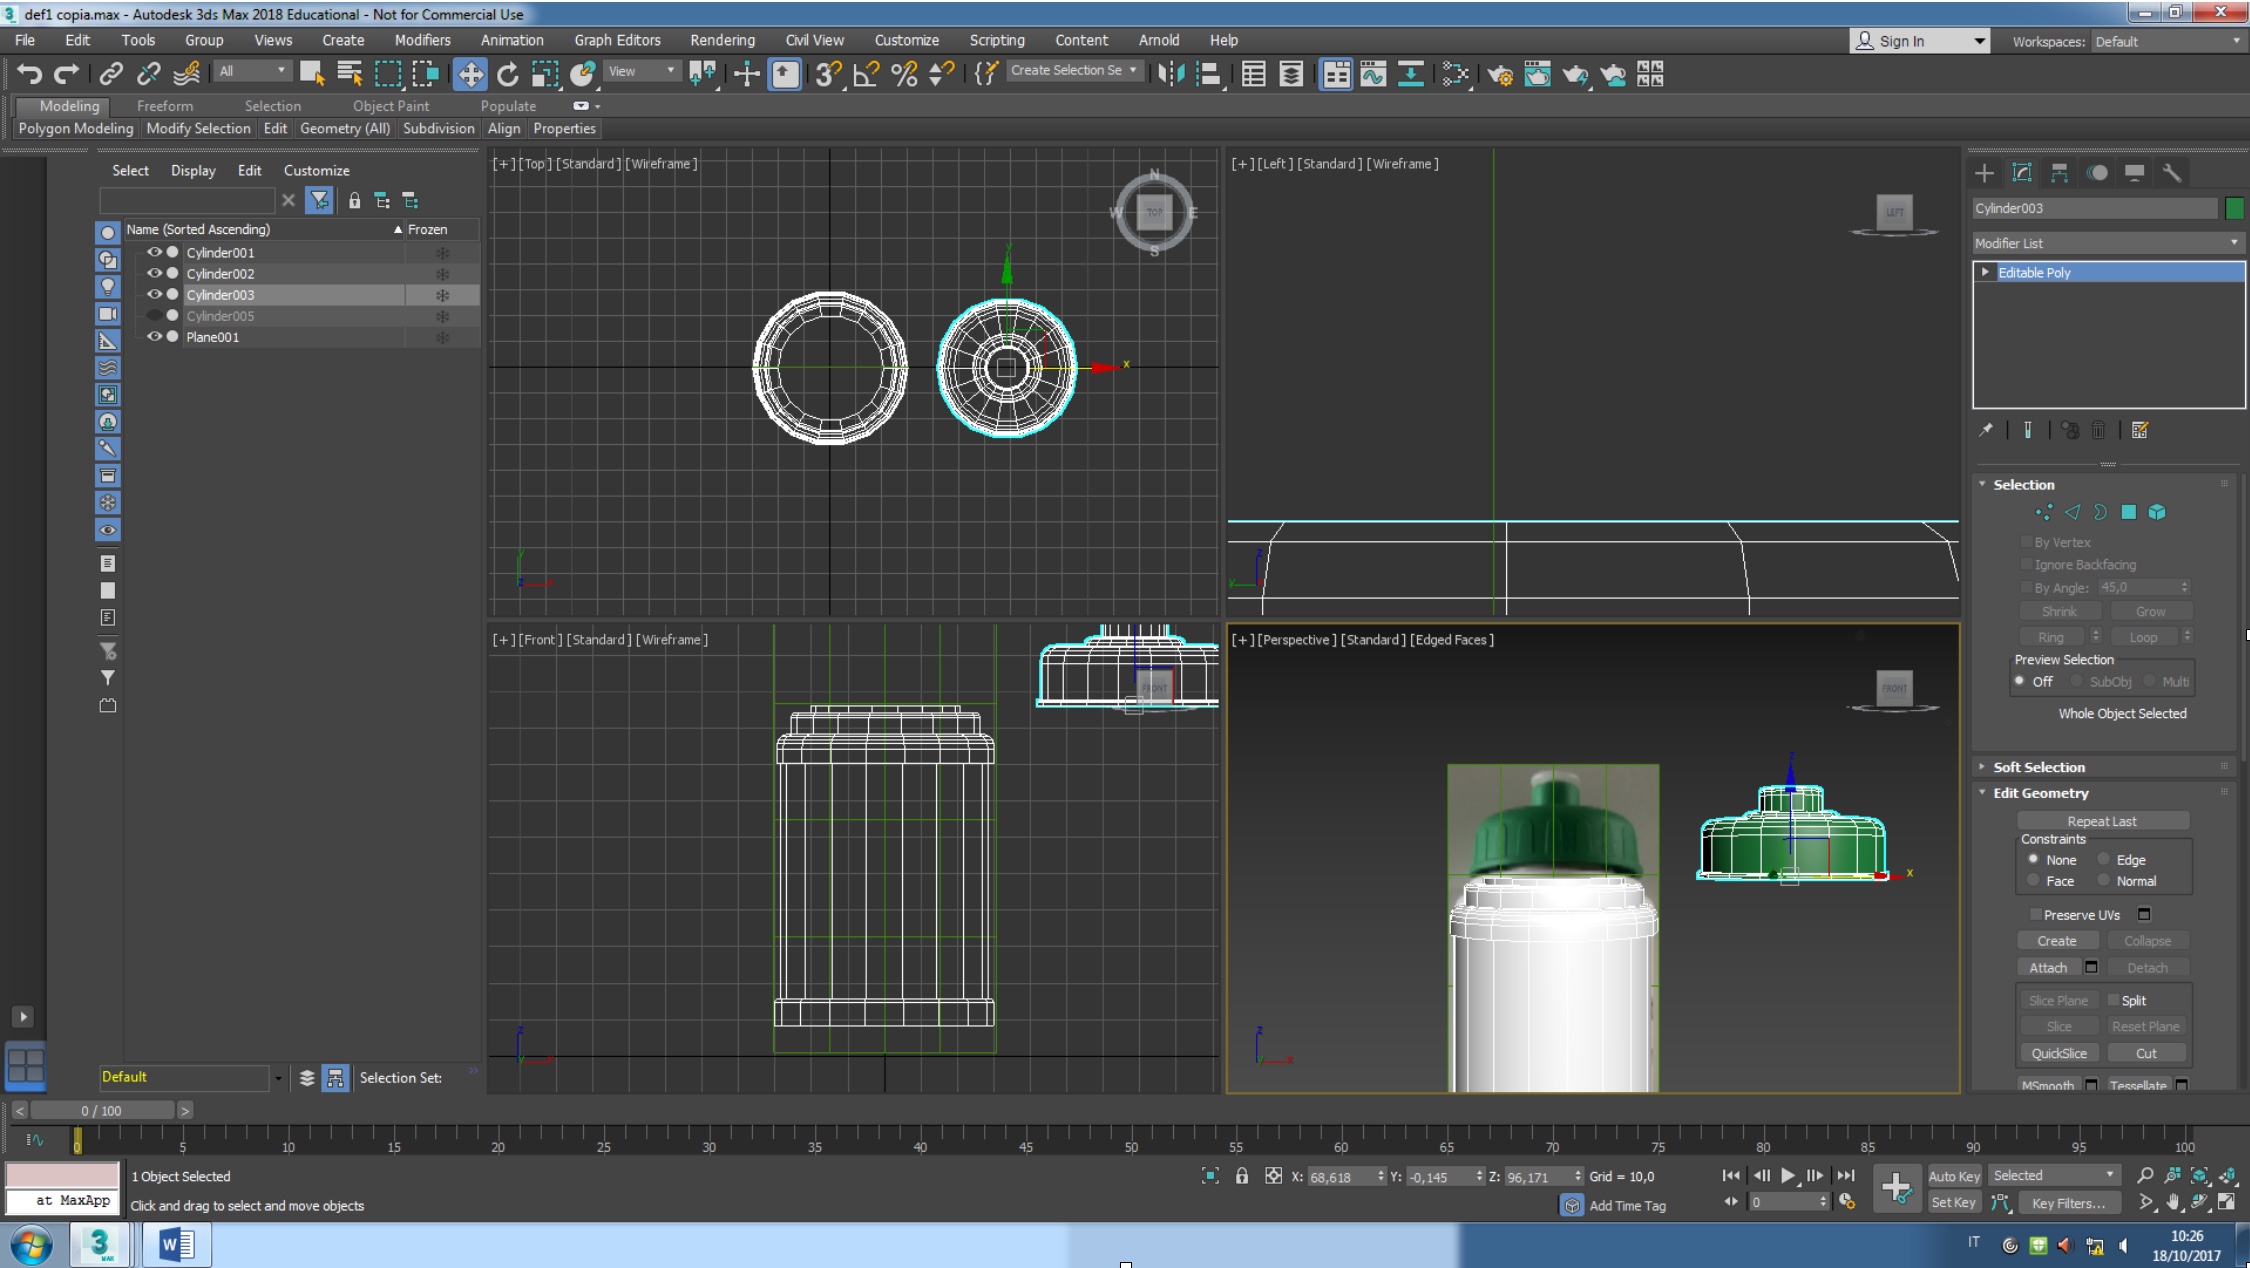 def1 copia.max - Autodesk 3ds Max 2018 Educational - Not for Commercial Use
File Edit Tools Group Views Create Modifiers Animation Graph Editors Rendering Civil View Customize Scripting Content Arnold Help
Sign In Workspaces: Default
All View Create Selection Se
Modeling Freeform Selection Object Paint Populate
Polygon Modeling Modify Selection Edit Geometry (All) Subdivision Align Properties
Select Display Edit Customize
Name (Sorted Ascending) Frozen
Cylinder001
Cylinder002
Cylinder003
Cylinder005
Plane001
Default Selection Set:
[+] [Top] [Standard] [Wireframe]
N
W TOP E
S
y
x
y
z x
[+] [Left] [Standard] [Wireframe]
LEFT
z
y
[+] [Front] [Standard] [Wireframe]
FRONT
z
y x
[+] [Perspective] [Standard] [Edged Faces]
FRONT
z
x
z
y x
Cylinder003
Modifier List
Editable Poly
Selection
By Vertex
Ignore Backfacing
By Angle: 45,0
Shrink Grow
Ring Loop
Preview Selection
Off SubObj Multi
Whole Object Selected
Soft Selection
Edit Geometry
Repeat Last
Constraints
None Edge
Face Normal
Preserve UVs
Create Collapse
Attach Detach
Slice Plane Split
Slice Reset Plane
QuickSlice Cut
MSmooth Tessellate
< 0 / 100 >
0 5 10 15 20 25 30 35 40 45 50 55 60 65 70 75 80 85 90 95 100
1 Object Selected
X: 68,618 Y: -0,145 Z: 96,171 Grid = 10,0
Auto Key Selected
at MaxApp
Click and drag to select and move objects
Add Time Tag
0
Set Key Key Filters...
3
MAX
W
IT
10:26
18/10/2017